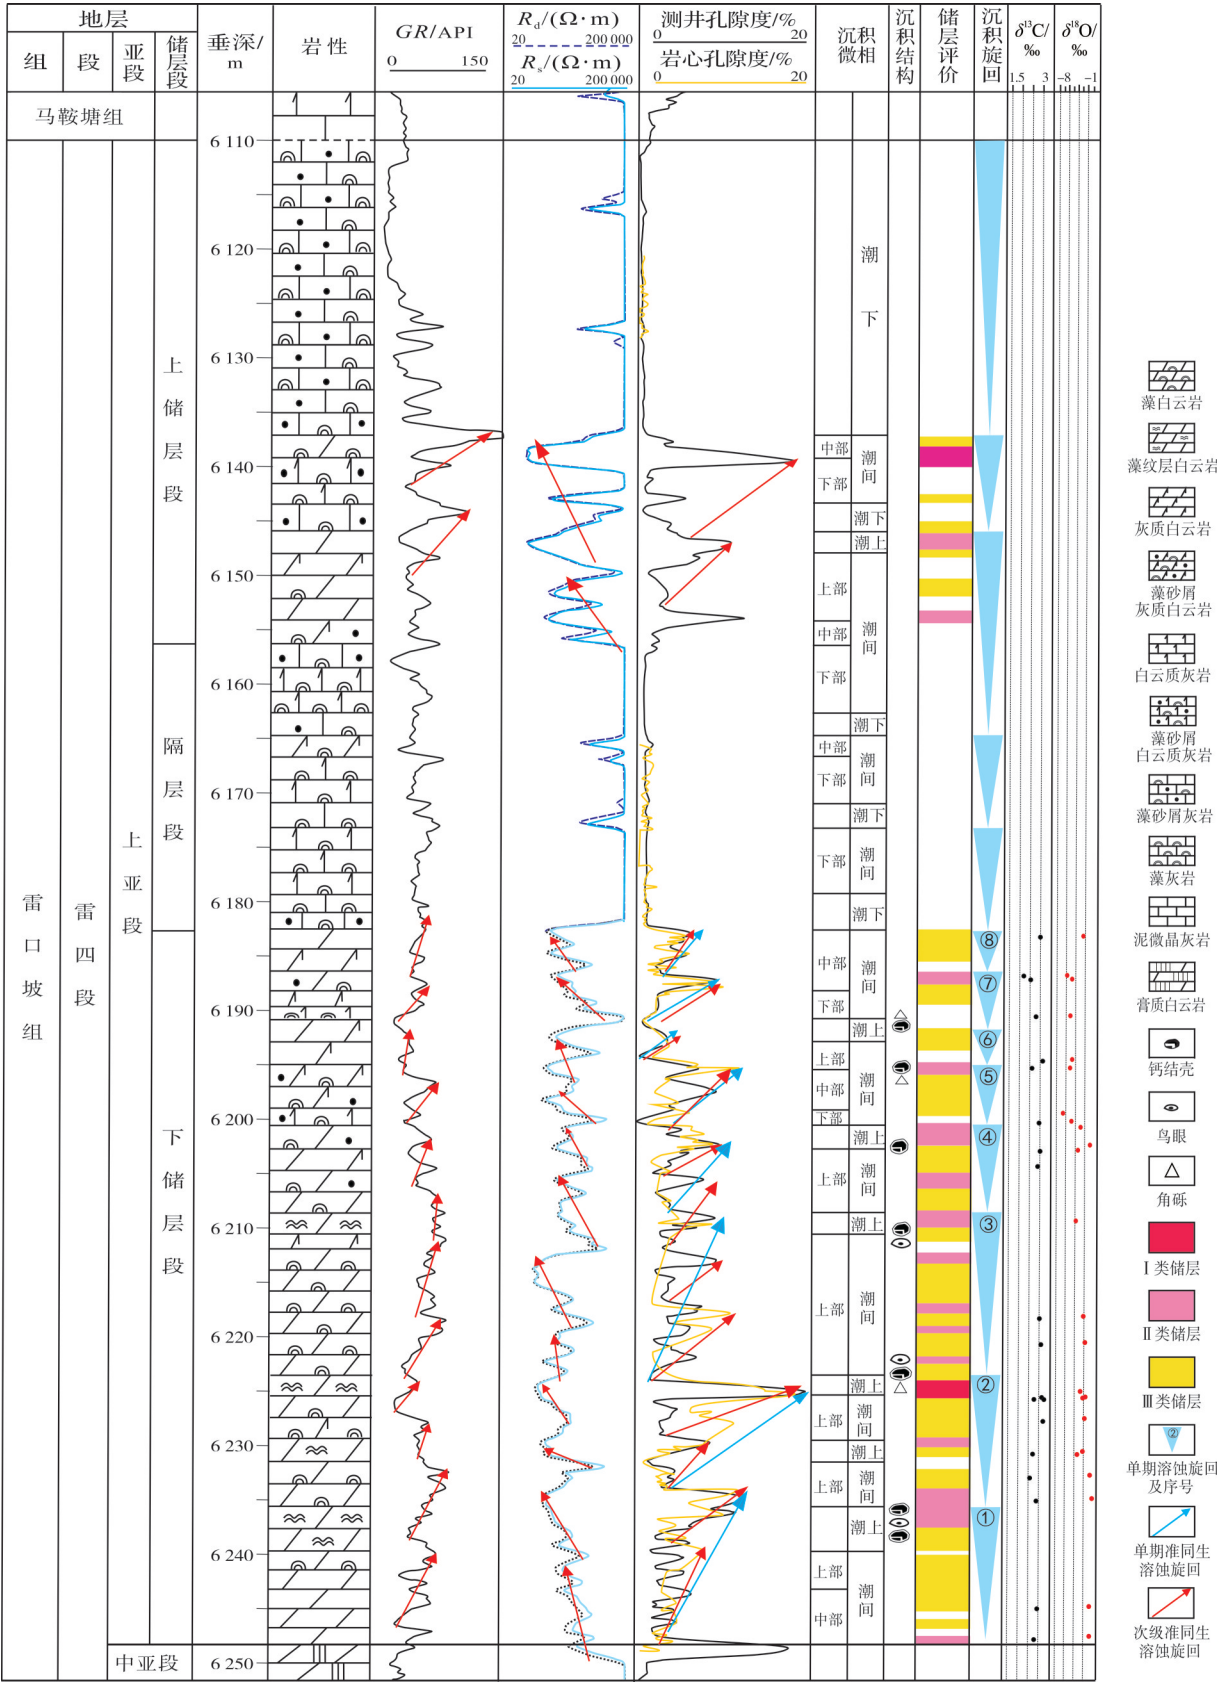 地层
组
段
亚段
储层段
垂深/m
岩性
GR/API
0 150
Rd/(Ω·m)
20 200 000
Rs/(Ω·m)
20 200 000
测井孔隙度/%
0 20
岩心孔隙度/%
0 20
沉积微相
沉积结构
储层评价
沉积旋回
δ¹³C/‰
1.5 3
δ¹⁸O/‰
-8 -1
马鞍塘组
雷口坡组
雷四段
上亚段
中亚段
上储层段
隔层段
下储层段
6 110
6 120
6 130
6 140
6 150
6 160
6 170
6 180
6 190
6 200
6 210
6 220
6 230
6 240
6 250
潮下
中部
下部
潮间
潮下
潮上
上部
中部
下部
潮间
潮下
中部
下部
潮间
潮下
下部
潮间
潮下
中部
下部
潮间
潮上
上部
中部
下部
潮间
潮上
上部
潮间
潮上
上部
潮间
潮上
上部
潮间
潮上
上部
潮间
潮上
上部
中部
潮间
⑧
⑦
⑥
⑤
④
③
②
①
藻白云岩
藻纹层白云岩
灰质白云岩
藻砂屑
灰质白云岩
白云质灰岩
藻砂屑
白云质灰岩
藻砂屑灰岩
藻灰岩
泥微晶灰岩
膏质白云岩
钙结壳
鸟眼
角砾
Ⅰ类储层
Ⅱ类储层
Ⅲ类储层
②
单期溶蚀旋回
及序号
单期准同生
溶蚀旋回
次级准同生
溶蚀旋回